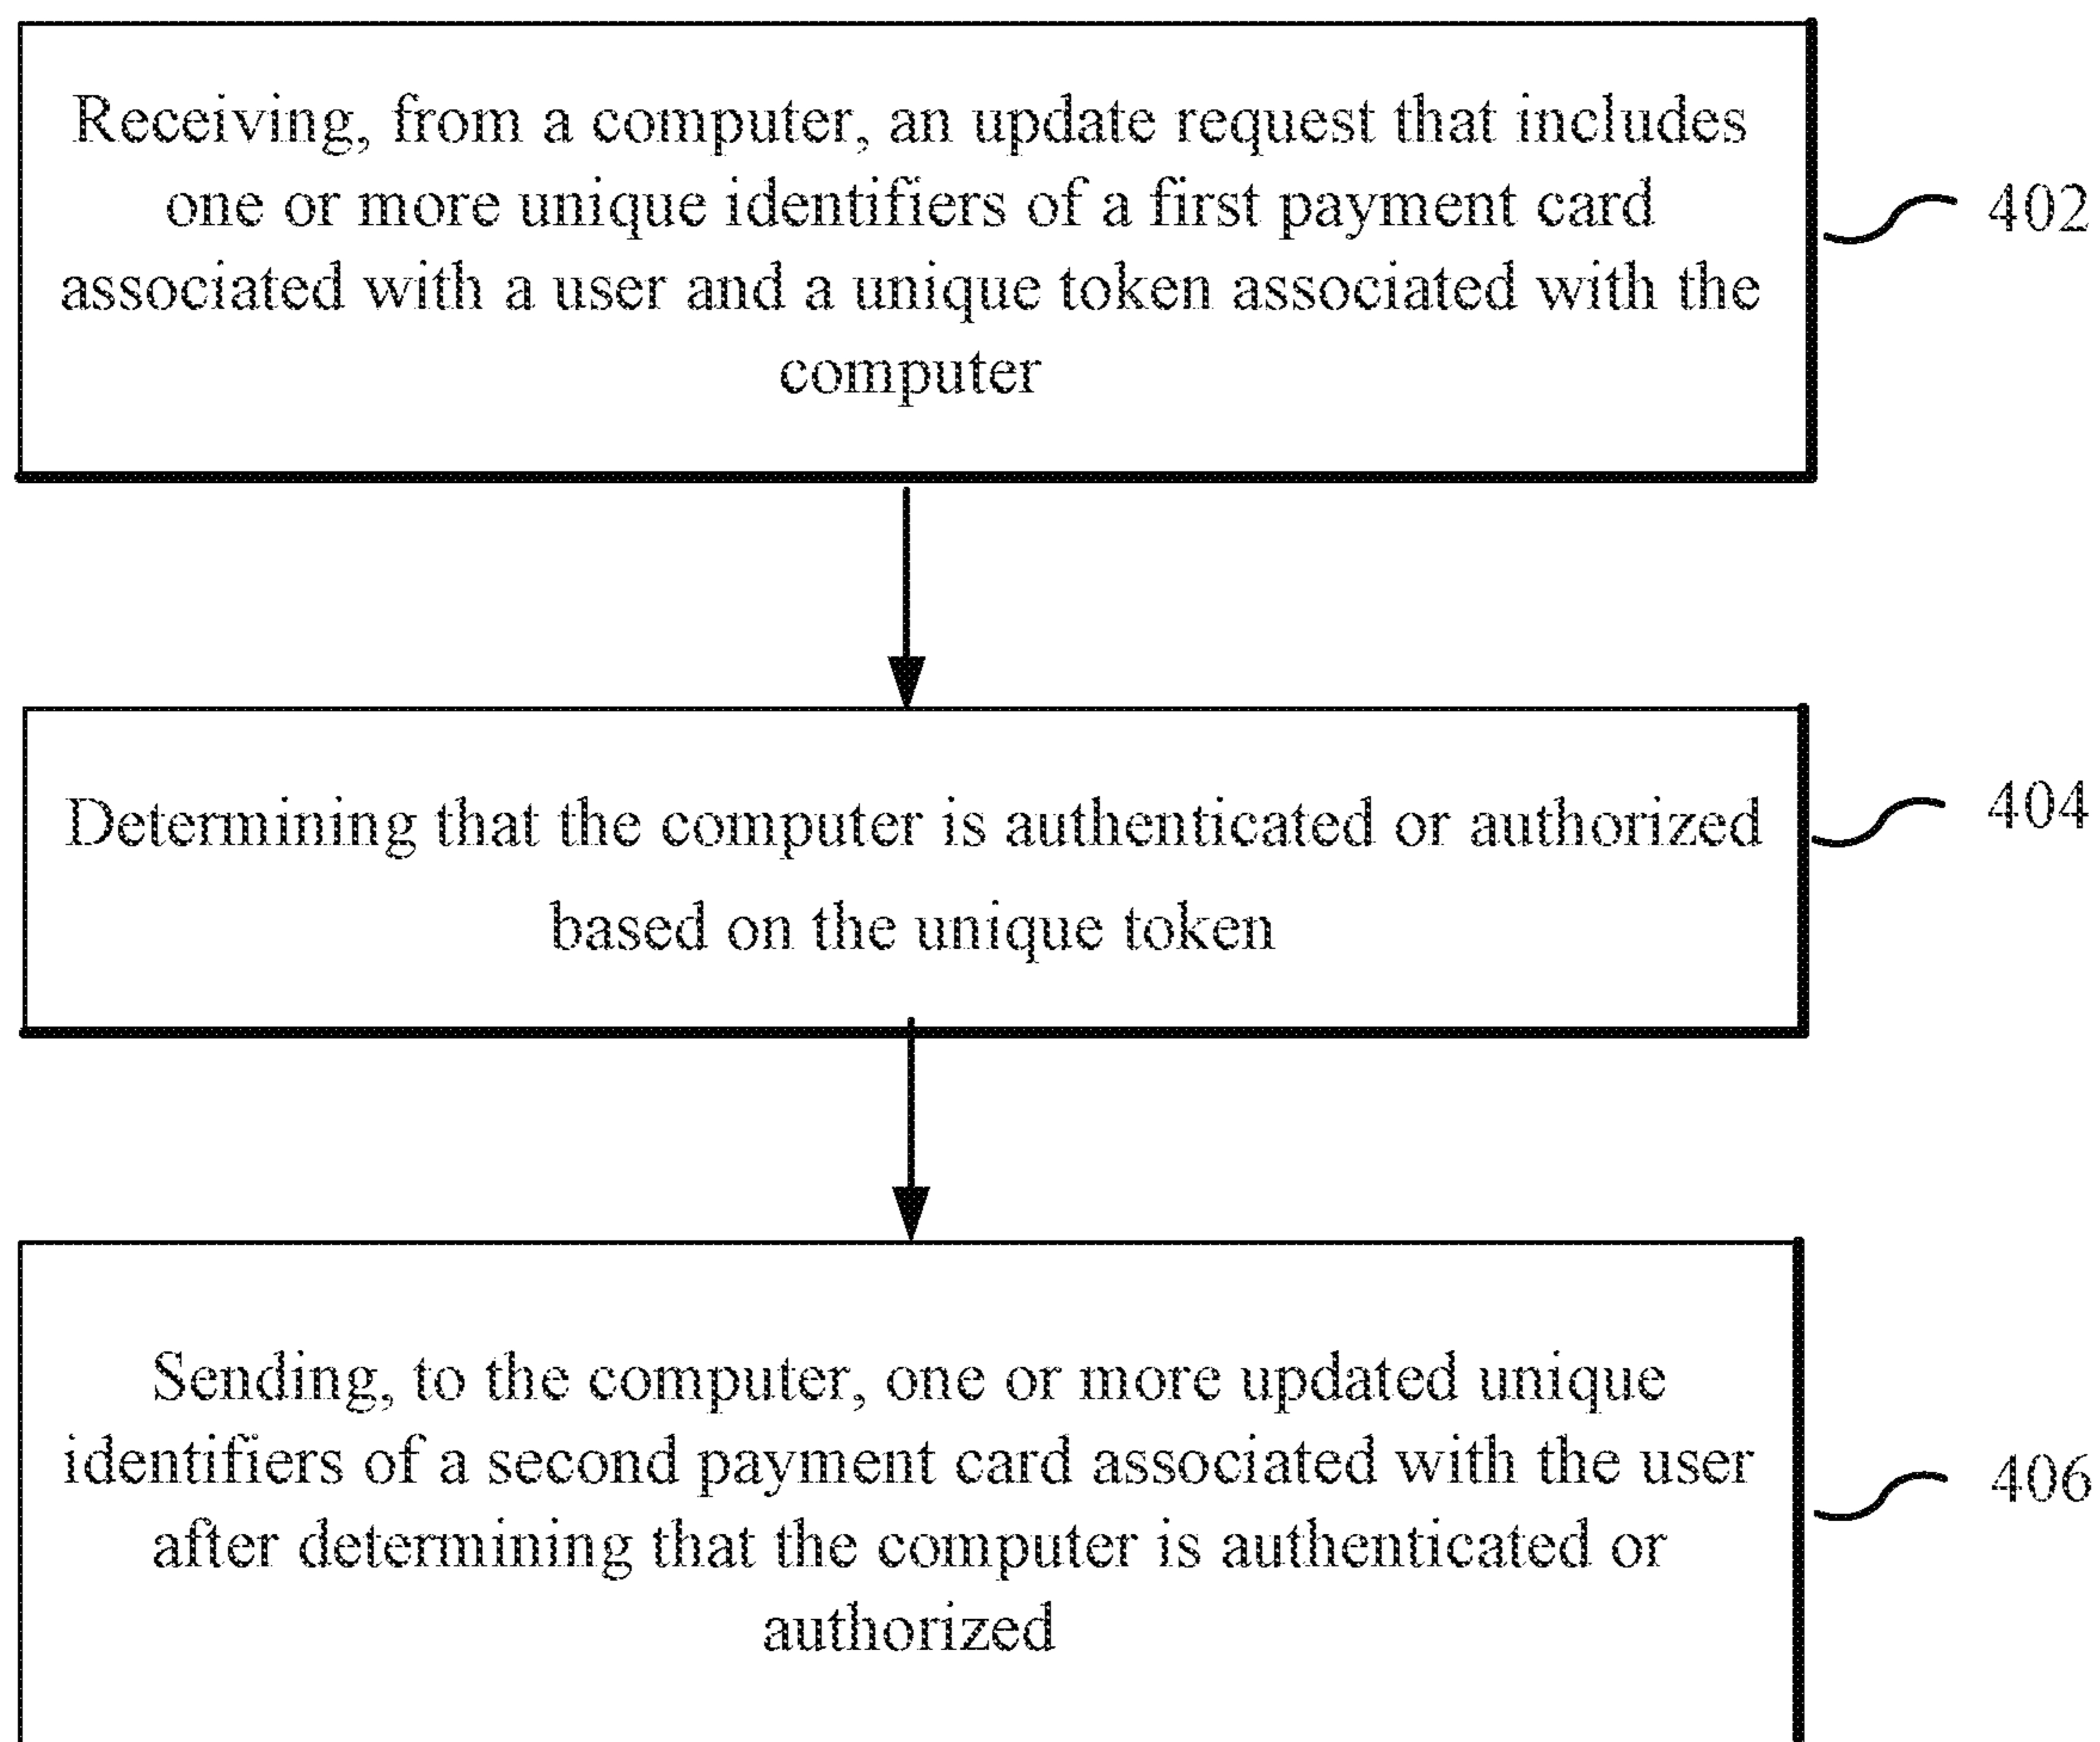 Receiving, from a computer, an update request that includes
one or more unique identifiers of a first payment card
associated with a user and a unique token associated with the
computer
402
Determining that the computer is authenticated or authorized
based on the unique token
404
Sending, to the computer, one or more updated unique
identifiers of a second payment card associated with the user
after determining that the computer is authenticated or
authorized
406